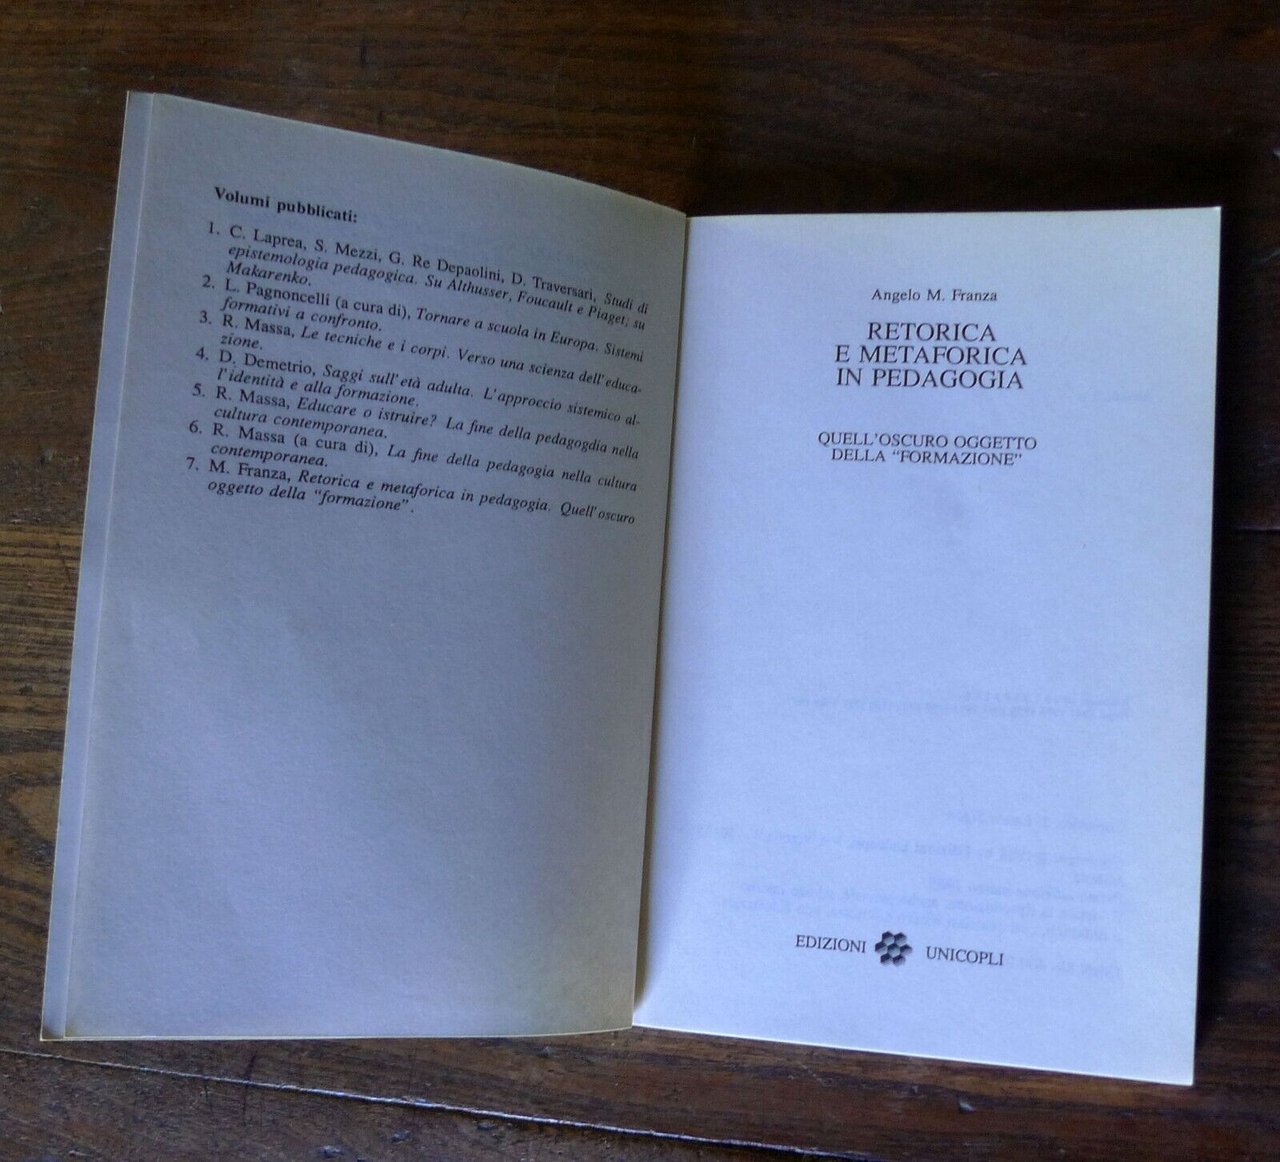 Volumi pubblicati:
1. C. Laprea, S. Mezzi, G. Re Depaolini, D. Traversari, Studi di
epistemologia pedagogica. Su Althusser, Foucault e Piaget; su
Makarenko.
2. L. Pagnoncelli (a cura di), Tornare a scuola in Europa. Sistemi
formativi a confronto.
3. R. Massa, Le tecniche e i corpi. Verso una scienza dell'educa-
zione.
4. D. Demetrio, Saggi sull'età adulta. L'approccio sistemico al-
l'identità e alla formazione.
5. R. Massa, Educare o istruire? La fine della pedagogdia nella
cultura contemporanea.
6. R. Massa (a cura di), La fine della pedagogia nella cultura
contemporanea.
7. M. Franza, Retorica e metaforica in pedagogia. Quell'oscuro
oggetto della "formazione".
Angelo M. Franza
RETORICA
E METAFORICA
IN PEDAGOGIA
QUELL'OSCURO OGGETTO
DELLA "FORMAZIONE"
EDIZIONI UNICOPLI